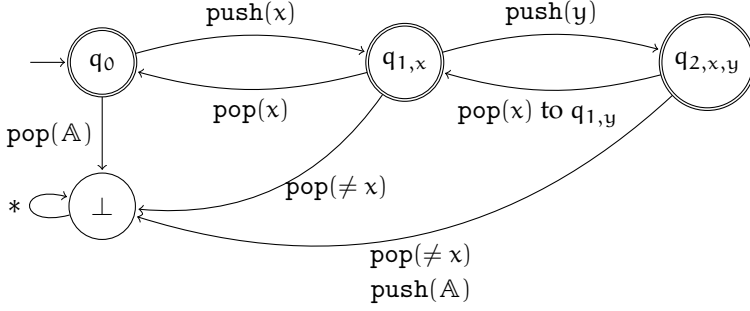 push(x) push(y)
q₀ q₁,ₓ q₂,ₓ,ᵧ
pop(x) pop(x) to q₁,ᵧ
pop(𝔸)
* ⊥ pop(≠ x)
pop(≠ x)
push(𝔸)